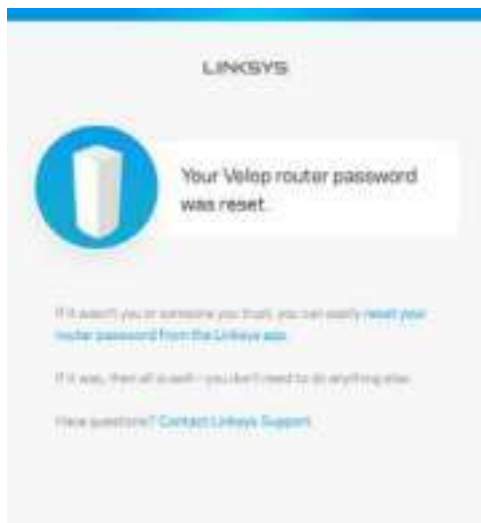 LINKSYS
Your Velop router password
was reset.
If it wasn't you or someone you trust, you can easily reset your
router password from the Linksys app.
If it was, then all is well - you don't need to do anything else.
Have questions? Contact Linksys Support